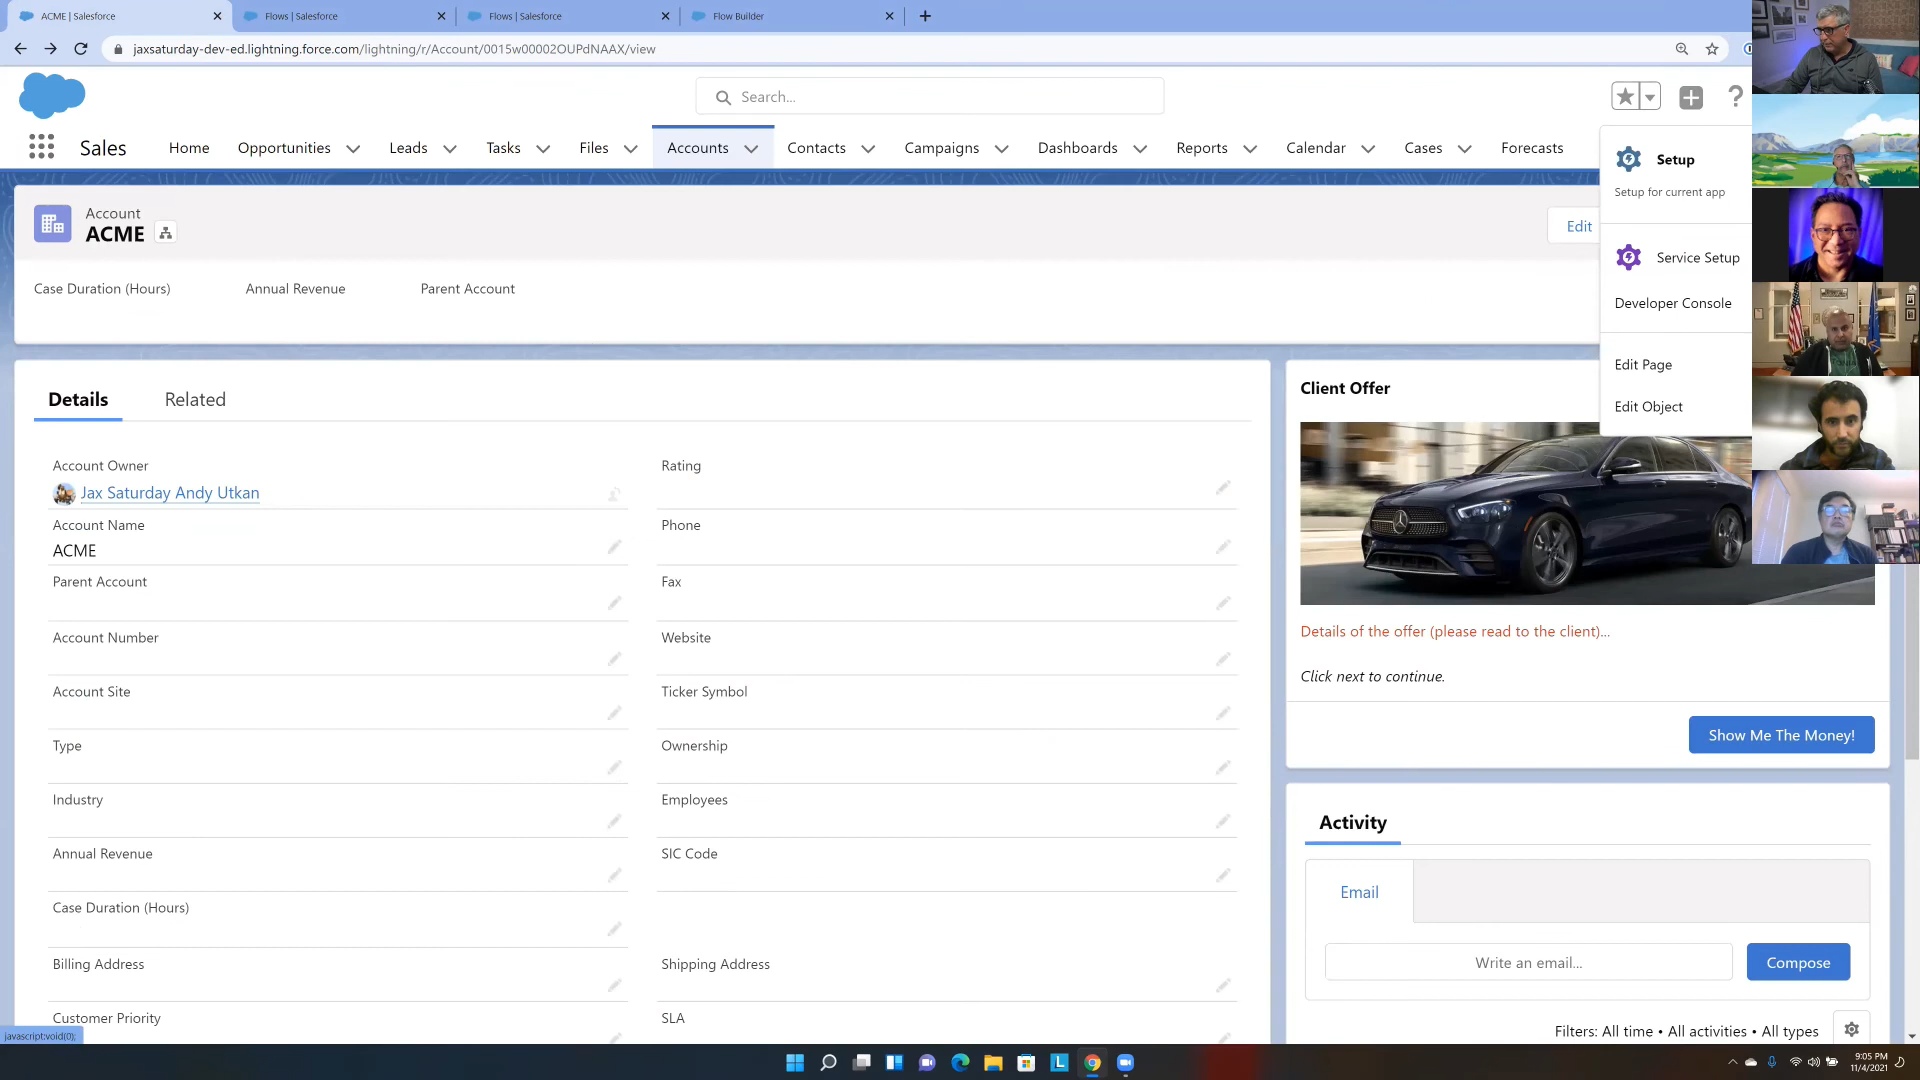 ACME | Salesforce
Flows | Salesforce
Flows | Salesforce
Flow Builder
jaxsaturday-dev-ed.lightning.force.com/lightning/r/Account/0015w00002OUPdNAAX/view
Search...
Sales
Home
Opportunities
Leads
Tasks
Files
Accounts
Contacts
Campaigns
Dashboards
Reports
Calendar
Cases
Forecasts
Setup
Setup for current app
Service Setup
Developer Console
Edit Page
Edit Object
Account
ACME
Edit
Case Duration (Hours)
Annual Revenue
Parent Account
Details
Related
Account Owner
Jax Saturday Andy Utkan
Rating
Account Name
ACME
Phone
Parent Account
Fax
Account Number
Website
Account Site
Ticker Symbol
Type
Ownership
Industry
Employees
Annual Revenue
SIC Code
Case Duration (Hours)
Billing Address
Shipping Address
Customer Priority
SLA
Client Offer
Details of the offer (please read to the client)...
Click next to continue.
Show Me The Money!
Activity
Email
Write an email...
Compose
Filters: All time • All activities • All types
javascript:void(0);
9:05 PM
11/4/2021